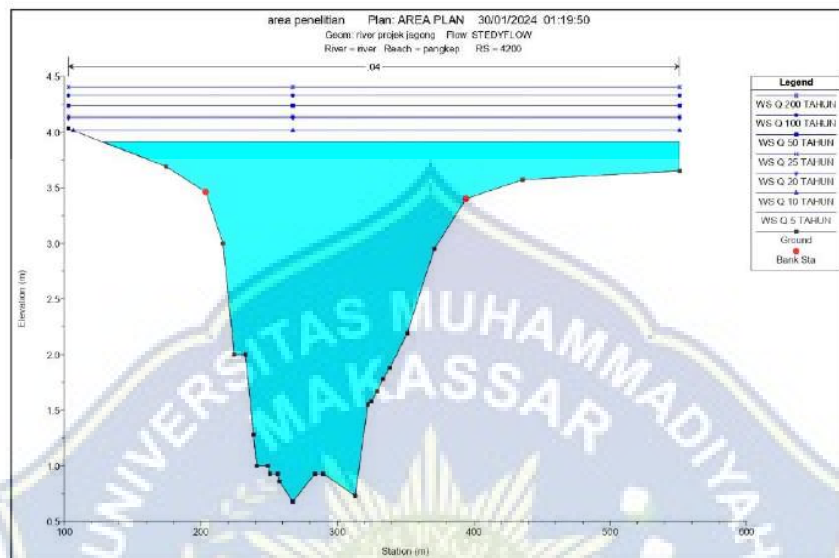 area penelitian Plan: AREA PLAN 30/01/2024 01:19:50
Geom: river projek jagong Flow: STEDYFLOW
River = river Reach = pangkep RS = 4200
.04
4.5
4.0
3.5
3.0
2.5
2.0
1.5
1.0
0.5
Elevation (m)
100
200
300
400
500
600
Station (m)
Legend
WS Q 200 TAHUN
WS Q 100 TAHUN
WS Q 50 TAHUN
WS Q 25 TAHUN
WS Q 20 TAHUN
WS Q 10 TAHUN
WS Q 5 TAHUN
Ground
Bank Sta
UNIVERSITAS MUHAMMADIYAH
MAKASSAR